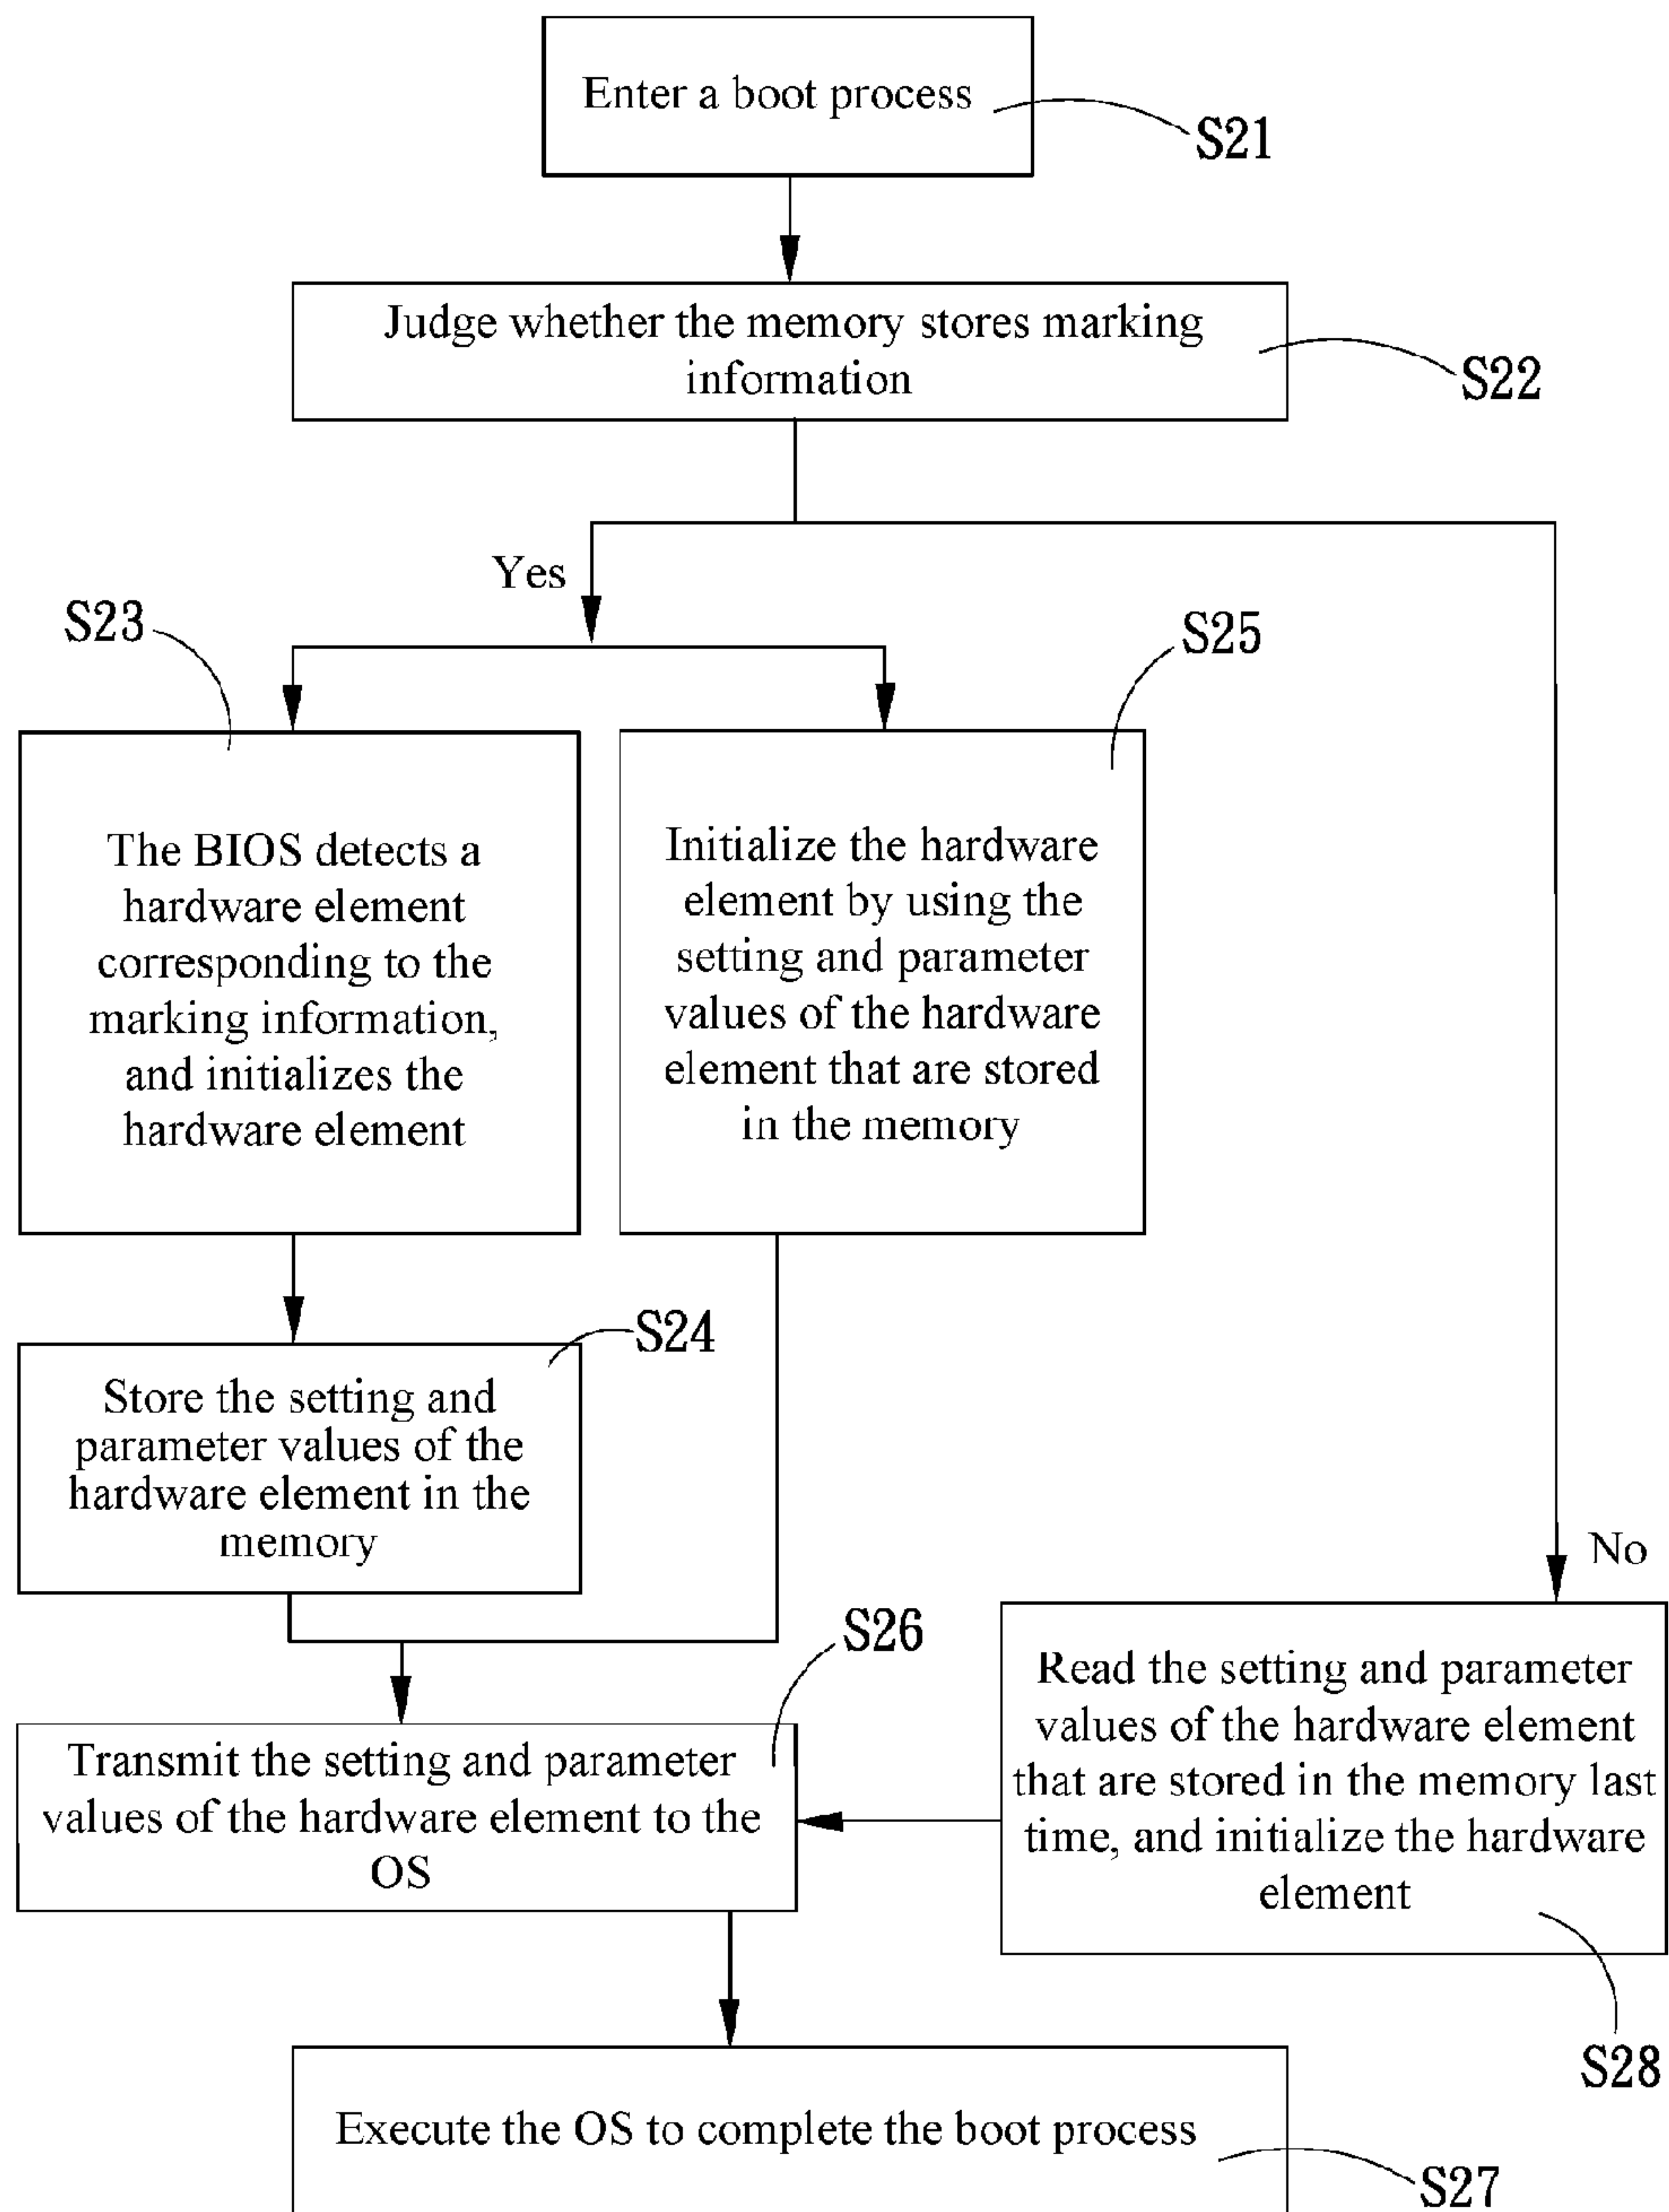 Enter a boot process
S21
Judge whether the memory stores marking
information
S22
Yes
S23
S25
The BIOS detects a
hardware element
corresponding to the
marking information,
and initializes the
hardware element
Initialize the hardware
element by using the
setting and parameter
values of the hardware
element that are stored
in the memory
S24
Store the setting and
parameter values of the
hardware element in the
memory
No
S26
Transmit the setting and parameter
values of the hardware element to the
OS
Read the setting and parameter
values of the hardware element
that are stored in the memory last
time, and initialize the hardware
element
S28
Execute the OS to complete the boot process
S27